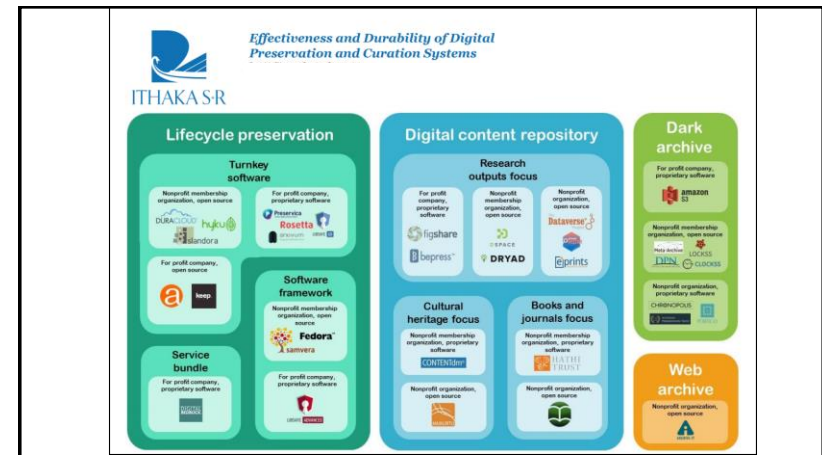 Effectiveness and Durability of Digital
Preservation and Curation Systems
ITHAKA S·R
Lifecycle preservation
Turnkey
software
Nonprofit membership
organization, open source
DURACLOUD
hyku
islandora
For profit company,
proprietary software
Preservica
Rosetta
For profit company,
open source
a
keep
Service
bundle
For profit company,
proprietary software
Software
framework
Nonprofit membership
organization, open
source
Fedora
samvera
For profit company,
proprietary software
Digital content repository
Research
outputs focus
For profit
company,
proprietary
software
figshare
bepress
Nonprofit
membership
organization,
open source
DSPACE
DRYAD
Nonprofit
organization,
open source
Dataverse
eprints
Cultural
heritage focus
Nonprofit membership
organization, proprietary
software
CONTENTdm
Nonprofit organization,
open source
Books and
journals focus
Nonprofit membership
organization, proprietary
software
HATHI
TRUST
Nonprofit organization,
open source
Dark
archive
For profit company,
proprietary software
amazon
S3
Nonprofit membership
organization, open source
LOCKSS
DPN
CLOCKSS
Nonprofit organization,
proprietary software
CHRONOPOLIS
Web
archive
Nonprofit organization,
open source